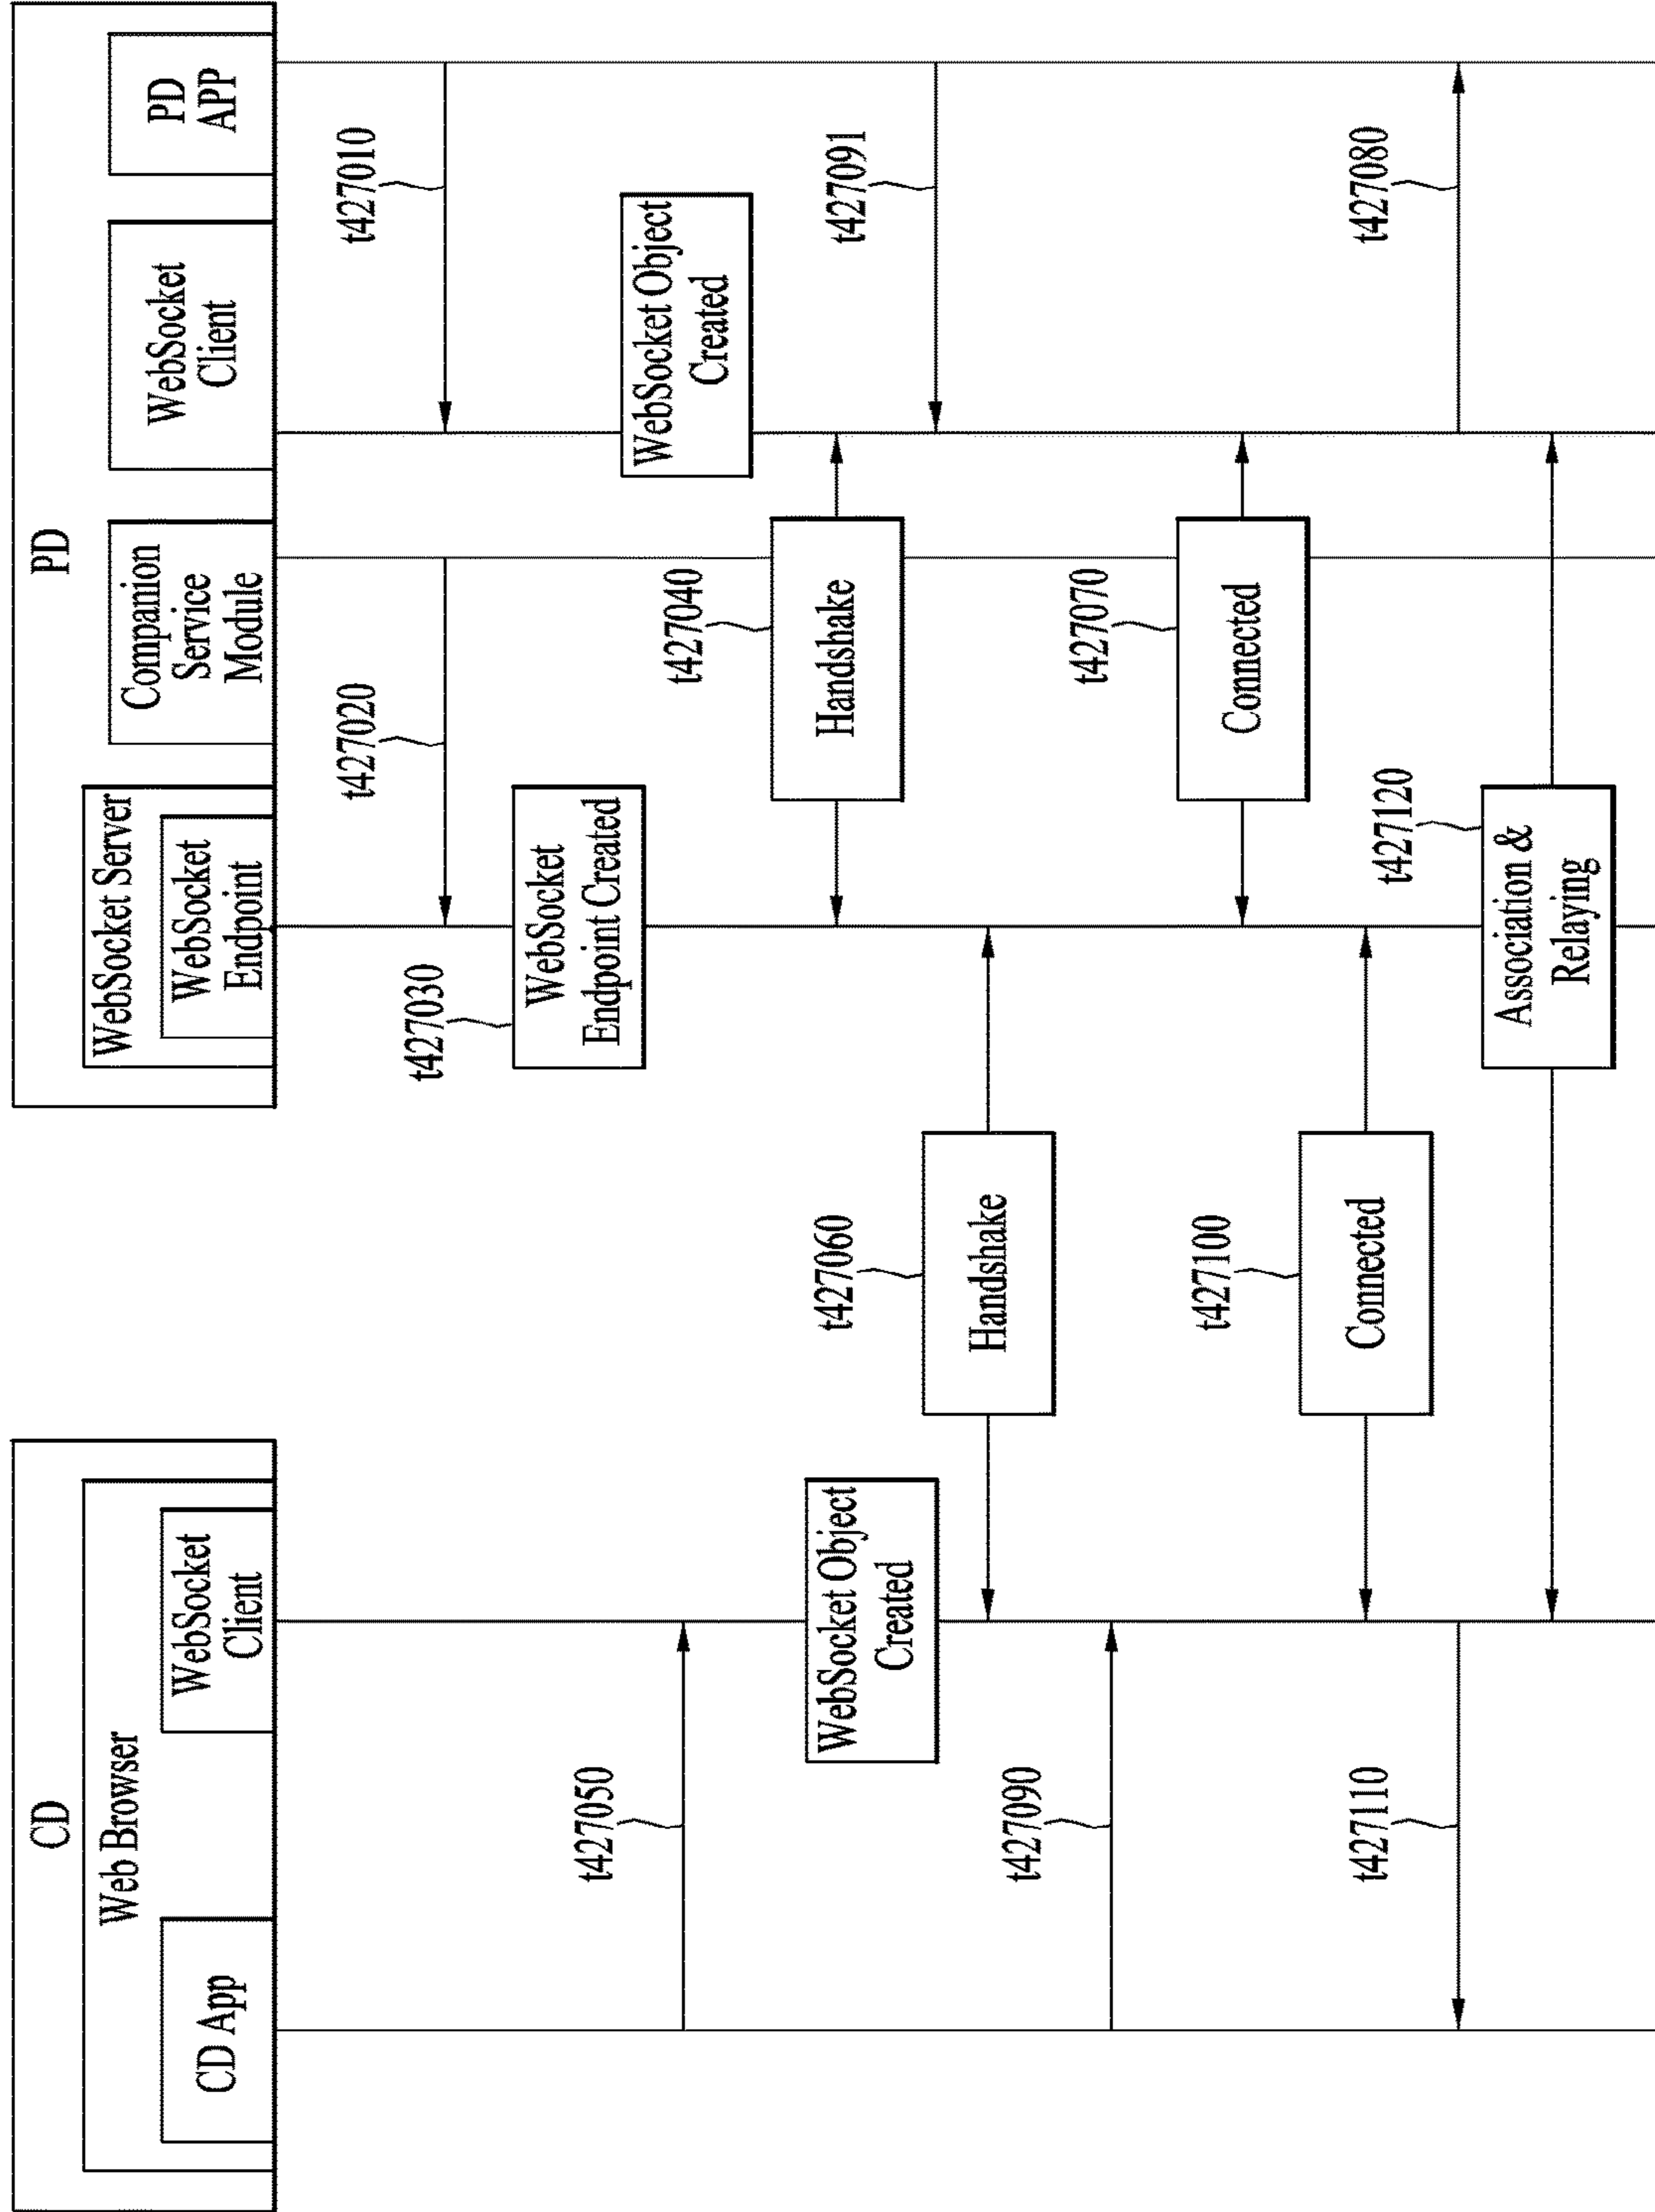 CD
PD
Web Browser
WebSocket Server
CD App
WebSocket
Client
WebSocket
Endpoint
Companion
Service
Module
WebSocket
Client
PD
APP
t427020
t427010
t427030
WebSocket
Endpoint Created
t427050
WebSocket Object
Created
t427040
Handshake
WebSocket Object
Created
t427060
Handshake
t427091
t427090
t427070
Connected
t427100
Connected
t427110
t427080
t427120
Association &
Relaying